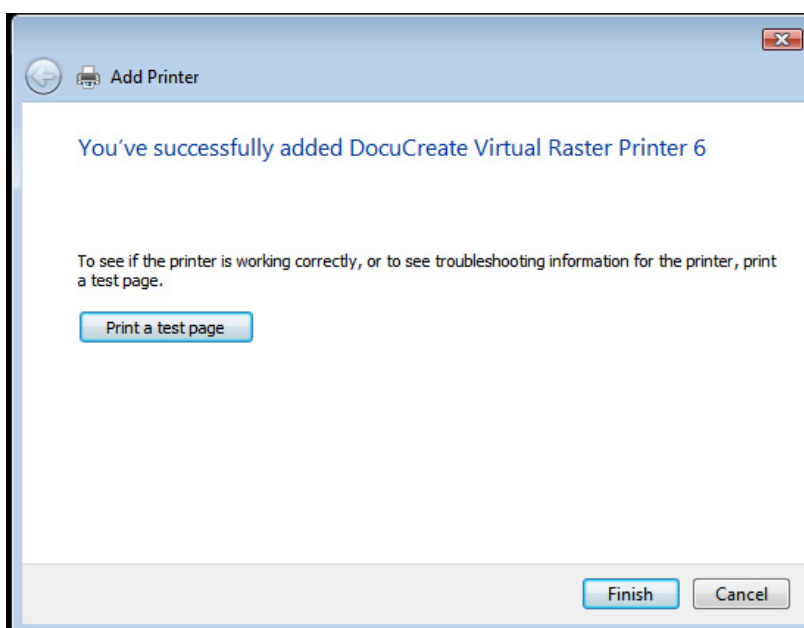 Add Printer
You've successfully added DocuCreate Virtual Raster Printer 6
To see if the printer is working correctly, or to see troubleshooting information for the printer, print
a test page.
Print a test page
Finish
Cancel